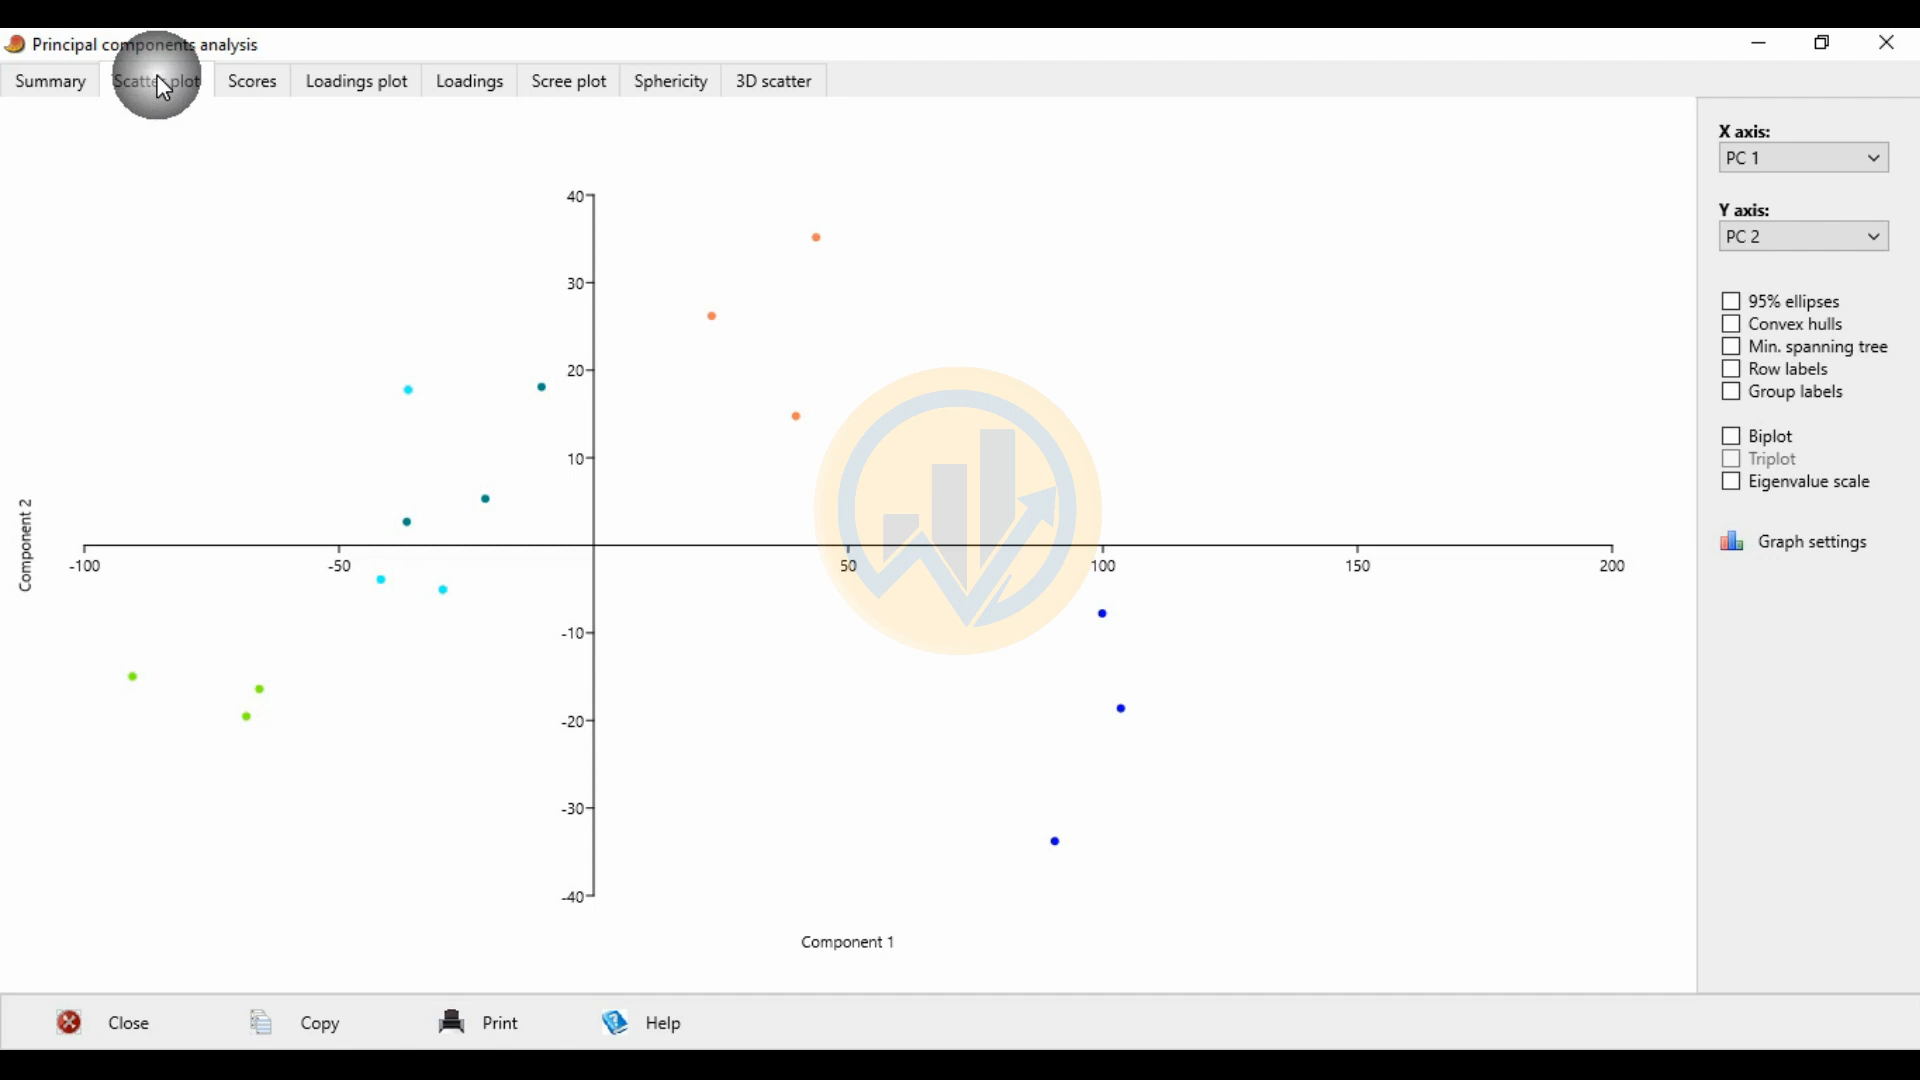 Principal components analysis
Summary Scatter plot Scores Loadings plot Loadings Scree plot Sphericity 3D scatter
X axis:
PC 1
Y axis:
PC 2
95% ellipses
Convex hulls
Min. spanning tree
Row labels
Group labels
Biplot
Triplot
Eigenvalue scale
Graph settings
40
30
20
10
-100 -50 50 100 150 200
-10
-20
-30
-40
Component 2
Component 1
Close Copy Print Help